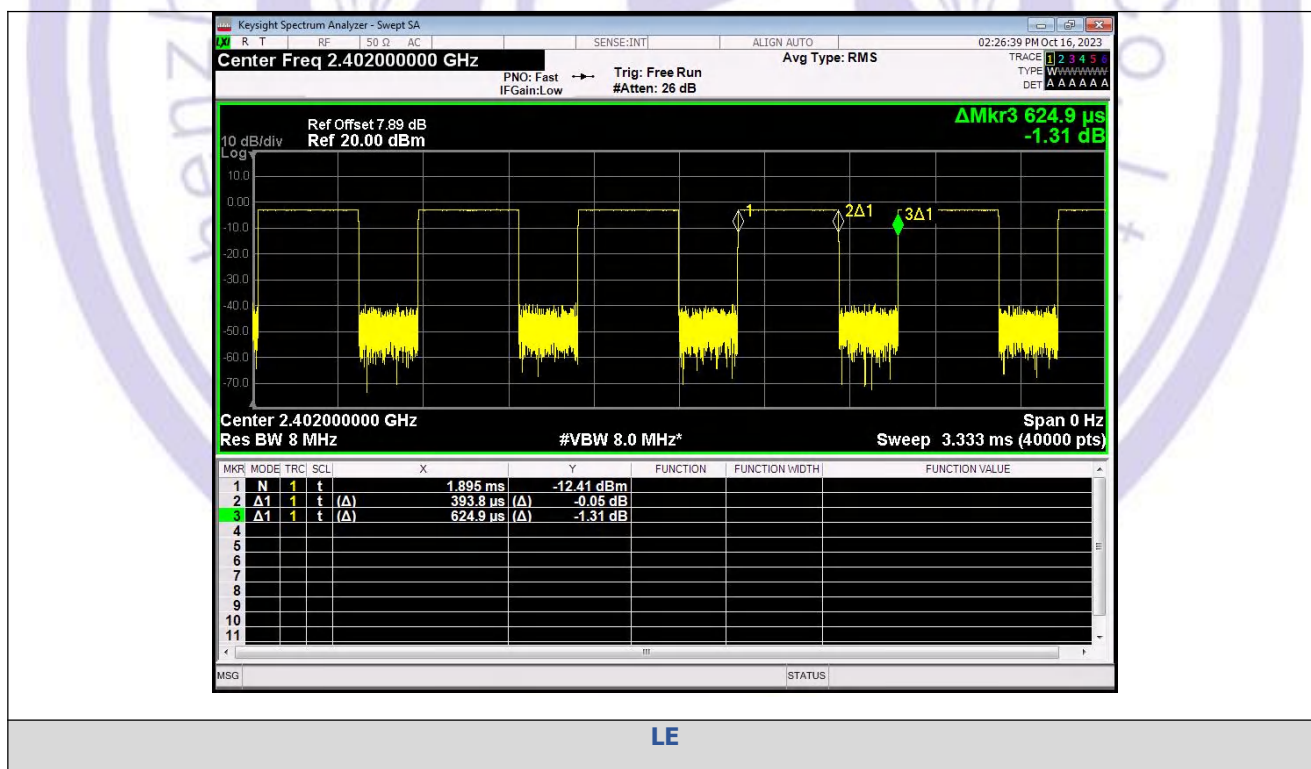 Keysight Spectrum Analyzer - Swept SA
LXI R T RF 50 Ω AC SENSE:INT ALIGN AUTO 02:26:39 PM Oct 16, 2023
Center Freq 2.402000000 GHz Avg Type: RMS TRACE 1 2 3 4 5 6
PNO: Fast Trig: Free Run TYPE WWWWWW
IFGain:Low #Atten: 26 dB DET A A A A A A
ΔMkr3 624.9 µs
Ref Offset 7.89 dB
10 dB/div Ref 20.00 dBm -1.31 dB
Log
10.0
0.00
1 2Δ1 3Δ1
-10.0
-20.0
-30.0
-40.0
-50.0
-60.0
-70.0
Center 2.402000000 GHz Span 0 Hz
Res BW 8 MHz #VBW 8.0 MHz* Sweep 3.333 ms (40000 pts)
MKR MODE TRC SCL X Y FUNCTION FUNCTION WIDTH FUNCTION VALUE
1 N 1 t 1.895 ms -12.41 dBm
2 Δ1 1 t (Δ) 393.8 µs (Δ) -0.05 dB
3 Δ1 1 t (Δ) 624.9 µs (Δ) -1.31 dB
4
5
6
7
8
9
10
11
MSG STATUS
LE